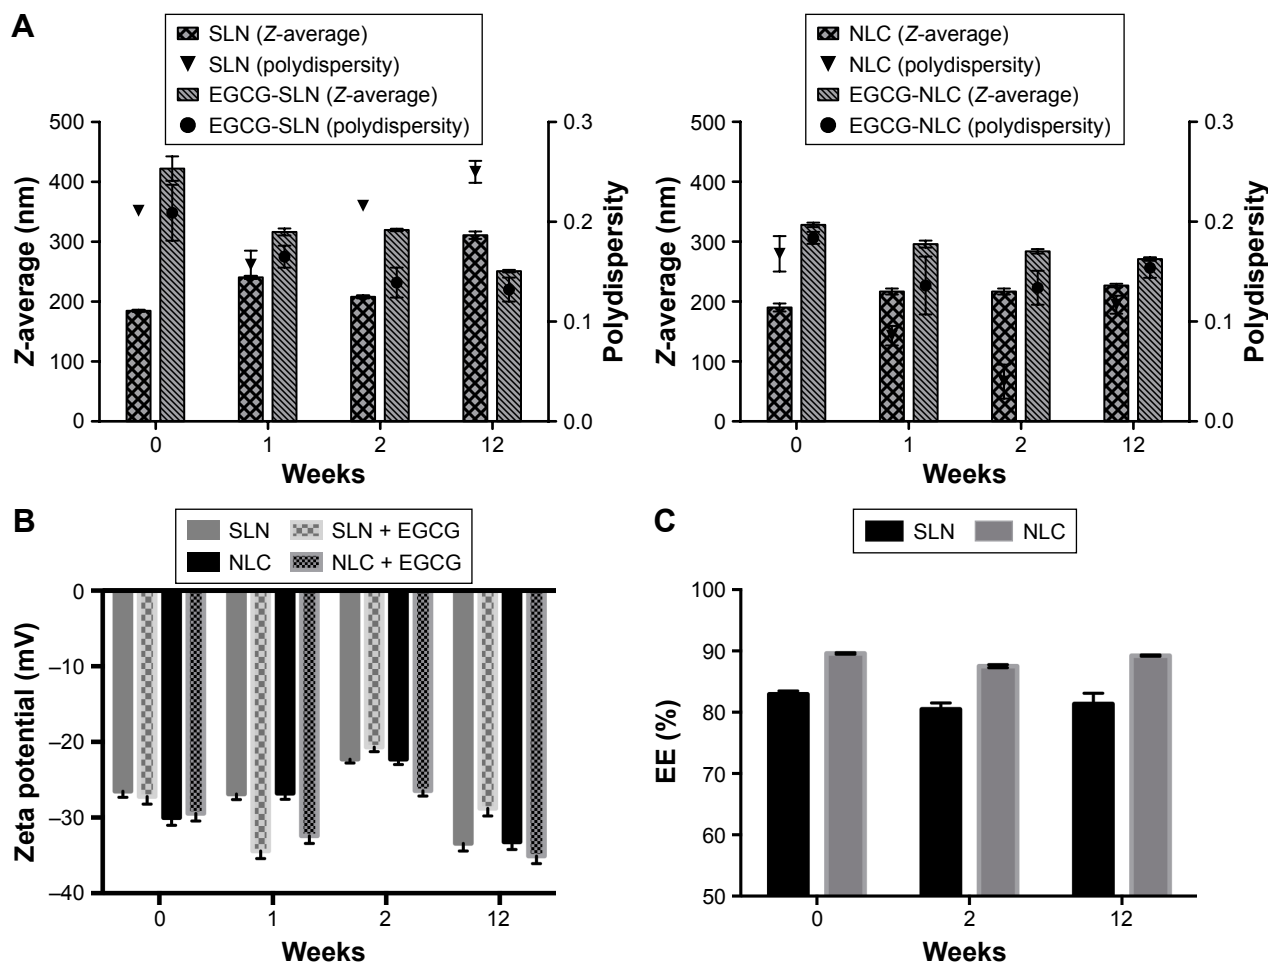 A
SLN (Z-average)
SLN (polydispersity)
EGCG-SLN (Z-average)
EGCG-SLN (polydispersity)
500
400
300
200
100
0
Z-average (nm)
0.3
0.2
0.1
0.0
Polydispersity
0 1 2 12
Weeks
NLC (Z-average)
NLC (polydispersity)
EGCG-NLC (Z-average)
EGCG-NLC (polydispersity)
500
400
300
200
100
0
Z-average (nm)
0.3
0.2
0.1
0.0
Polydispersity
0 1 2 12
Weeks
B
SLN SLN + EGCG
NLC NLC + EGCG
0
–10
–20
–30
–40
Zeta potential (mV)
0 1 2 12
Weeks
C
SLN NLC
100
90
80
70
60
50
EE (%)
0 2 12
Weeks